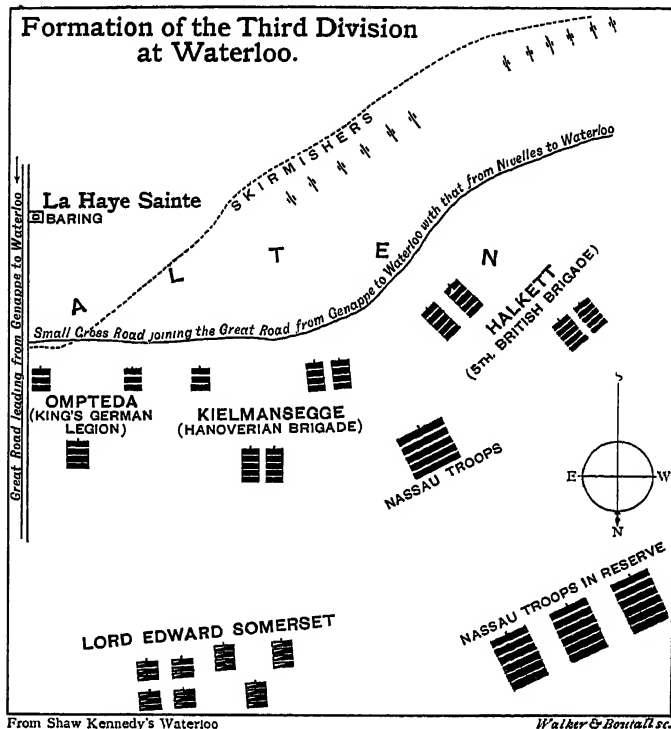 Formation of the Third Division
at Waterloo.
SKIRMISHERS
La Haye Sainte
BARING
Great Road leading from Genappe to Waterloo
ALTEN
Small Cross Road joining the Great Road from Genappe to Waterloo with that from Nivelles to Waterloo
HALKETT
(5TH. BRITISH BRIGADE)
OMPTEDA
(KING'S GERMAN
LEGION)
KIELMANSEGGE
(HANOVERIAN BRIGADE)
NASSAU TROOPS
S
E
W
N
NASSAU TROOPS IN RESERVE
LORD EDWARD SOMERSET
From Shaw Kennedy's Waterloo
Walker & Boutall sc.